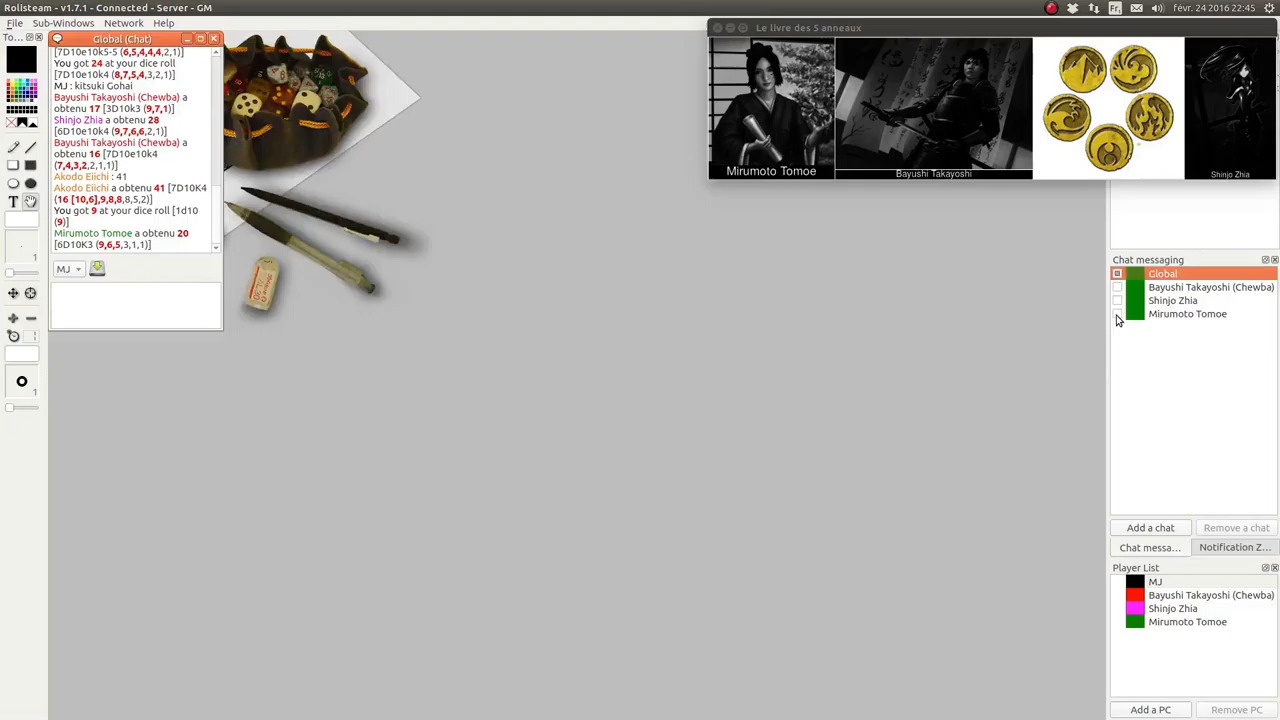 Rollsteam - v1.7.1 - Connected - Server - GM
Fr
févr. 24 2016 22:45
File Sub-Windows Network Help
To...
Global (Chat)
[7D10e10k5-5 (6,5,4,4,4,2,1)]
You got 24 at your dice roll
[7D10e10k4 (8,7,5,4,3,2,1)]
MJ : kitsuki Gohai
Bayushi Takayoshi (Chewba) a
obtenu 17 [3D10k3 (9,7,1)]
Shinjo Zhia a obtenu 28
[6D10e10k4 (9,7,6,6,2,1)]
Bayushi Takayoshi (Chewba) a
obtenu 16 [7D10e10k4
(7,4,3,2,2,1,1)]
Akodo Eiichi : 41
Akodo Eiichi a obtenu 41 [7D10K4
(16 [10,6],9,8,8,8,5,2)]
You got 9 at your dice roll [1d10
(9)]
Mirumoto Tomoe a obtenu 20
[6D10K3 (9,6,5,3,1,1)]
MJ
T
1
1
Le livre des 5 anneaux
Mirumoto Tomoe
Bayushi Takayoshi
Shinjo Zhia
Chat messaging
Global
Bayushi Takayoshi (Chewba)
Shinjo Zhia
Mirumoto Tomoe
Add a chat
Remove a chat
Chat messa...
Notification Z...
Player List
MJ
Bayushi Takayoshi (Chewba)
Shinjo Zhia
Mirumoto Tomoe
Add a PC
Remove PC